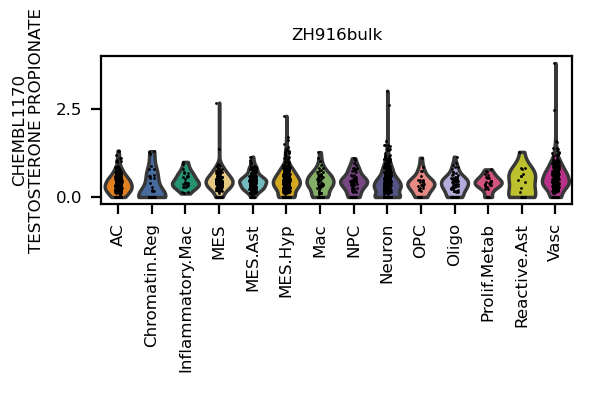 ZH916bulk
CHEMBL1170
TESTOSTERONE PROPIONATE
2.5
0.0
AC
Chromatin.Reg
Inflammatory.Mac
MES
MES.Ast
MES.Hyp
Mac
NPC
Neuron
OPC
Oligo
Prolif.Metab
Reactive.Ast
Vasc